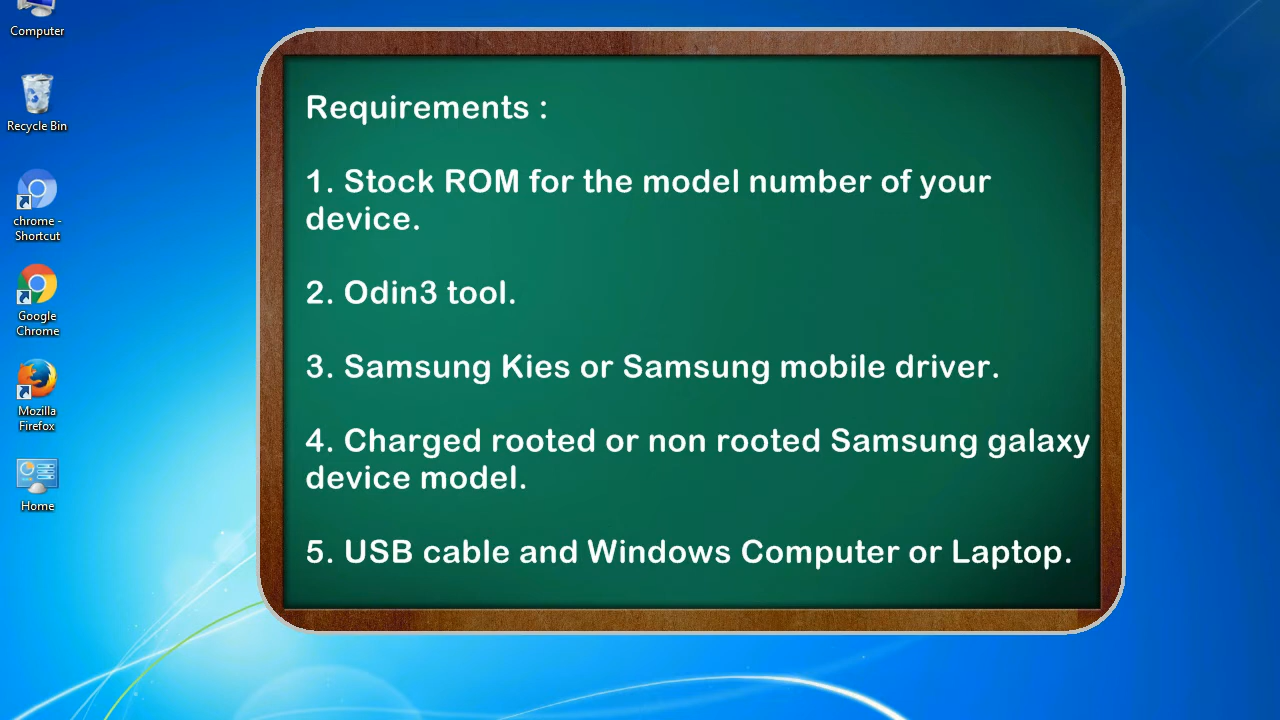 Computer
Recycle Bin
chrome -
Shortcut
Google
Chrome
Mozilla
Firefox
Home
Requirements :
1. Stock ROM for the model number of your
device.
2. Odin3 tool.
3. Samsung Kies or Samsung mobile driver.
4. Charged rooted or non rooted Samsung galaxy
device model.
5. USB cable and Windows Computer or Laptop.